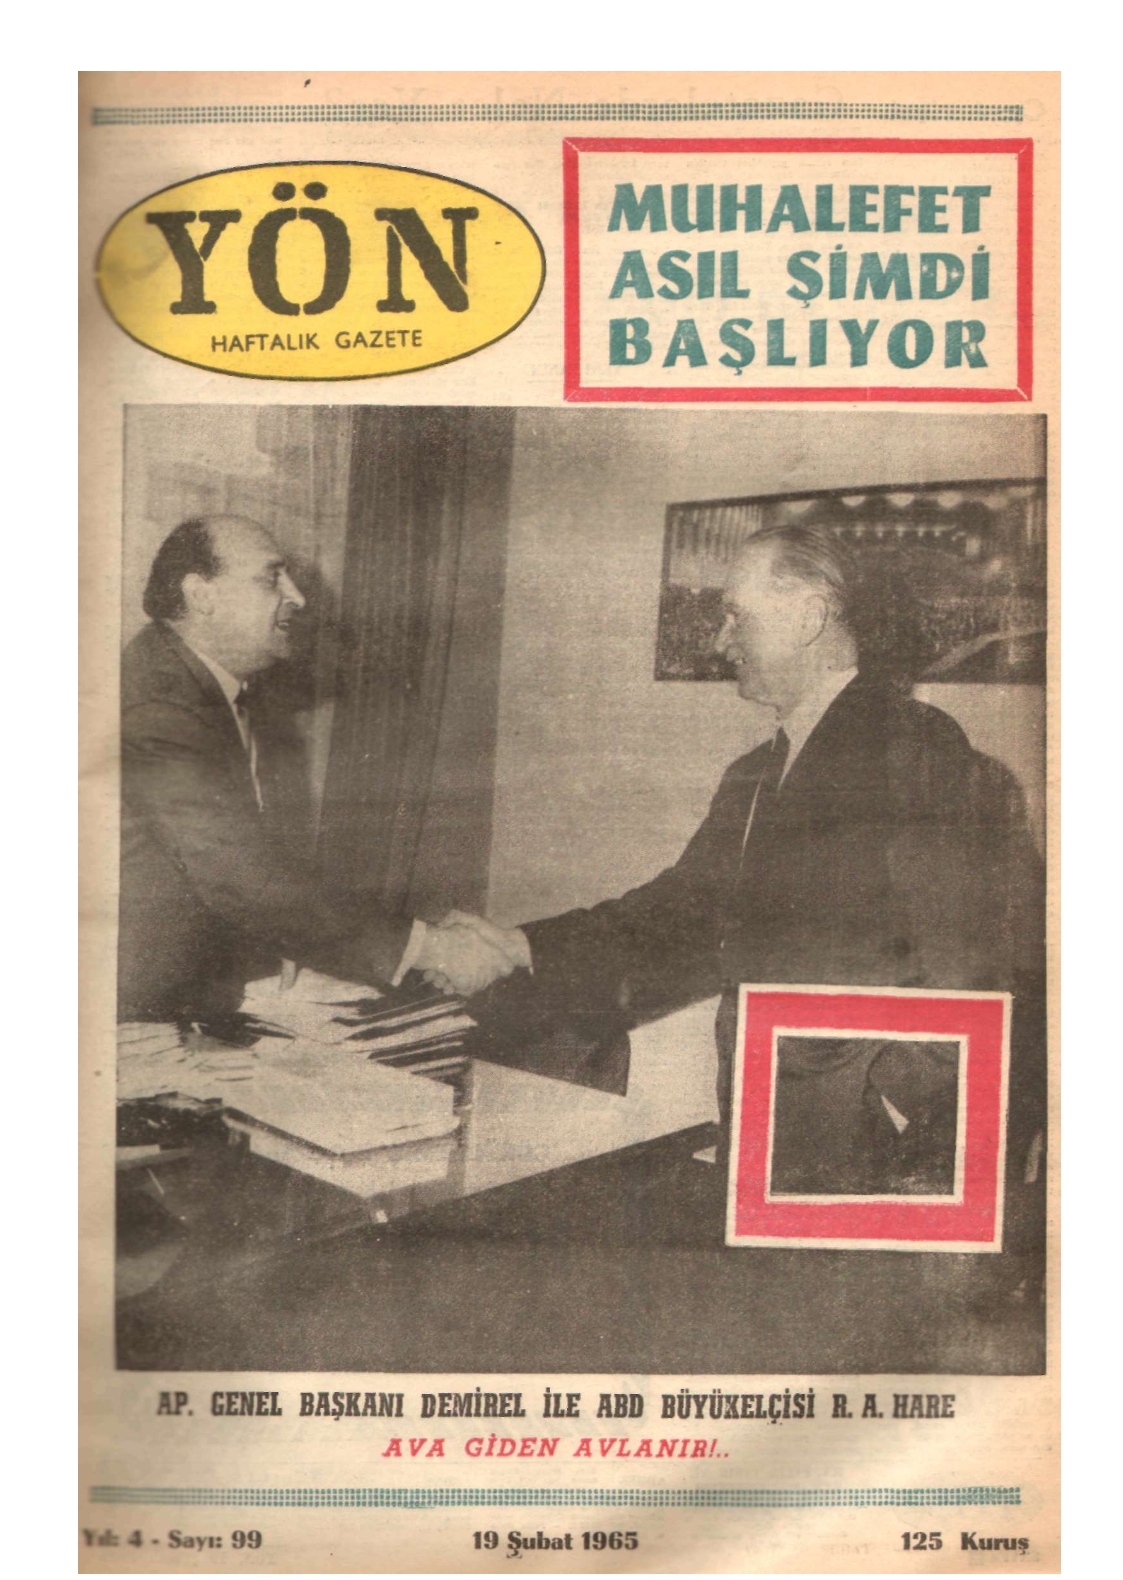 YÖN
HAFTALIK GAZETE
MUHALEFET
ASIL ŞİMDİ
BAŞLIYOR
AP. GENEL BAŞKANI DEMİREL İLE ABD BÜYÜXELÇİSİ R. A. HARE
AVA GİDEN AVLANIR!..
Yıl: 4 - Sayı: 99
19 Şubat 1965
125 Kuruş